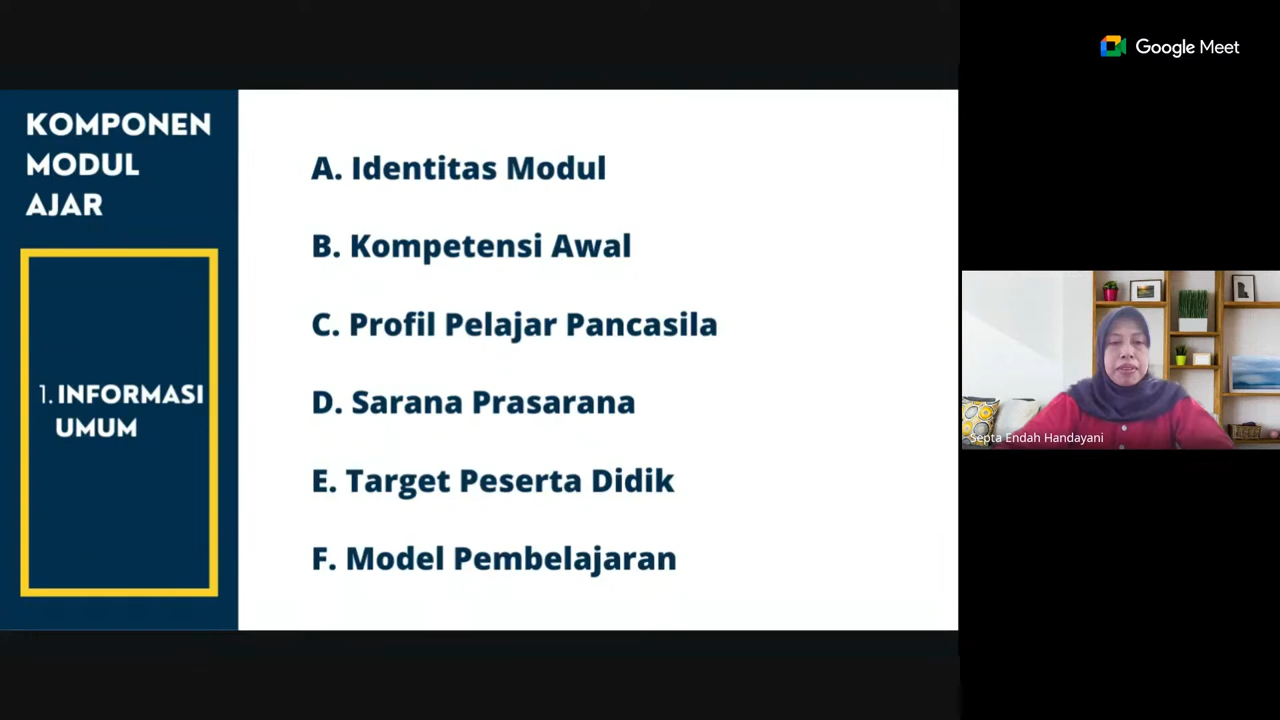 KOMPONEN
MODUL
AJAR
1. INFORMASI
UMUM
A. Identitas Modul
B. Kompetensi Awal
C. Profil Pelajar Pancasila
D. Sarana Prasarana
E. Target Peserta Didik
F. Model Pembelajaran
Google Meet
Septa Endah Handayani